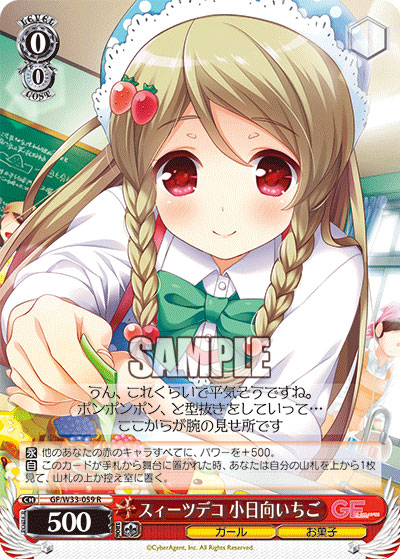 LEVEL
0
0
COST
SAMPLE
うん、これくらいで平気そうですね。
ポンポンポン、と型抜きをしていって…
ここからが腕の見せ所です
永 他のあなたの赤のキャラすべてに、パワーを+500。
自 このカードが手札から舞台に置かれた時、あなたは自分の山札を上から1枚
見て、山札の上か控え室に置く。
CH GF/W33-059 R
500
スィーツデコ 小日向いちご
GF
ガール お菓子
©CyberAgent, Inc. All Rights Reserved.